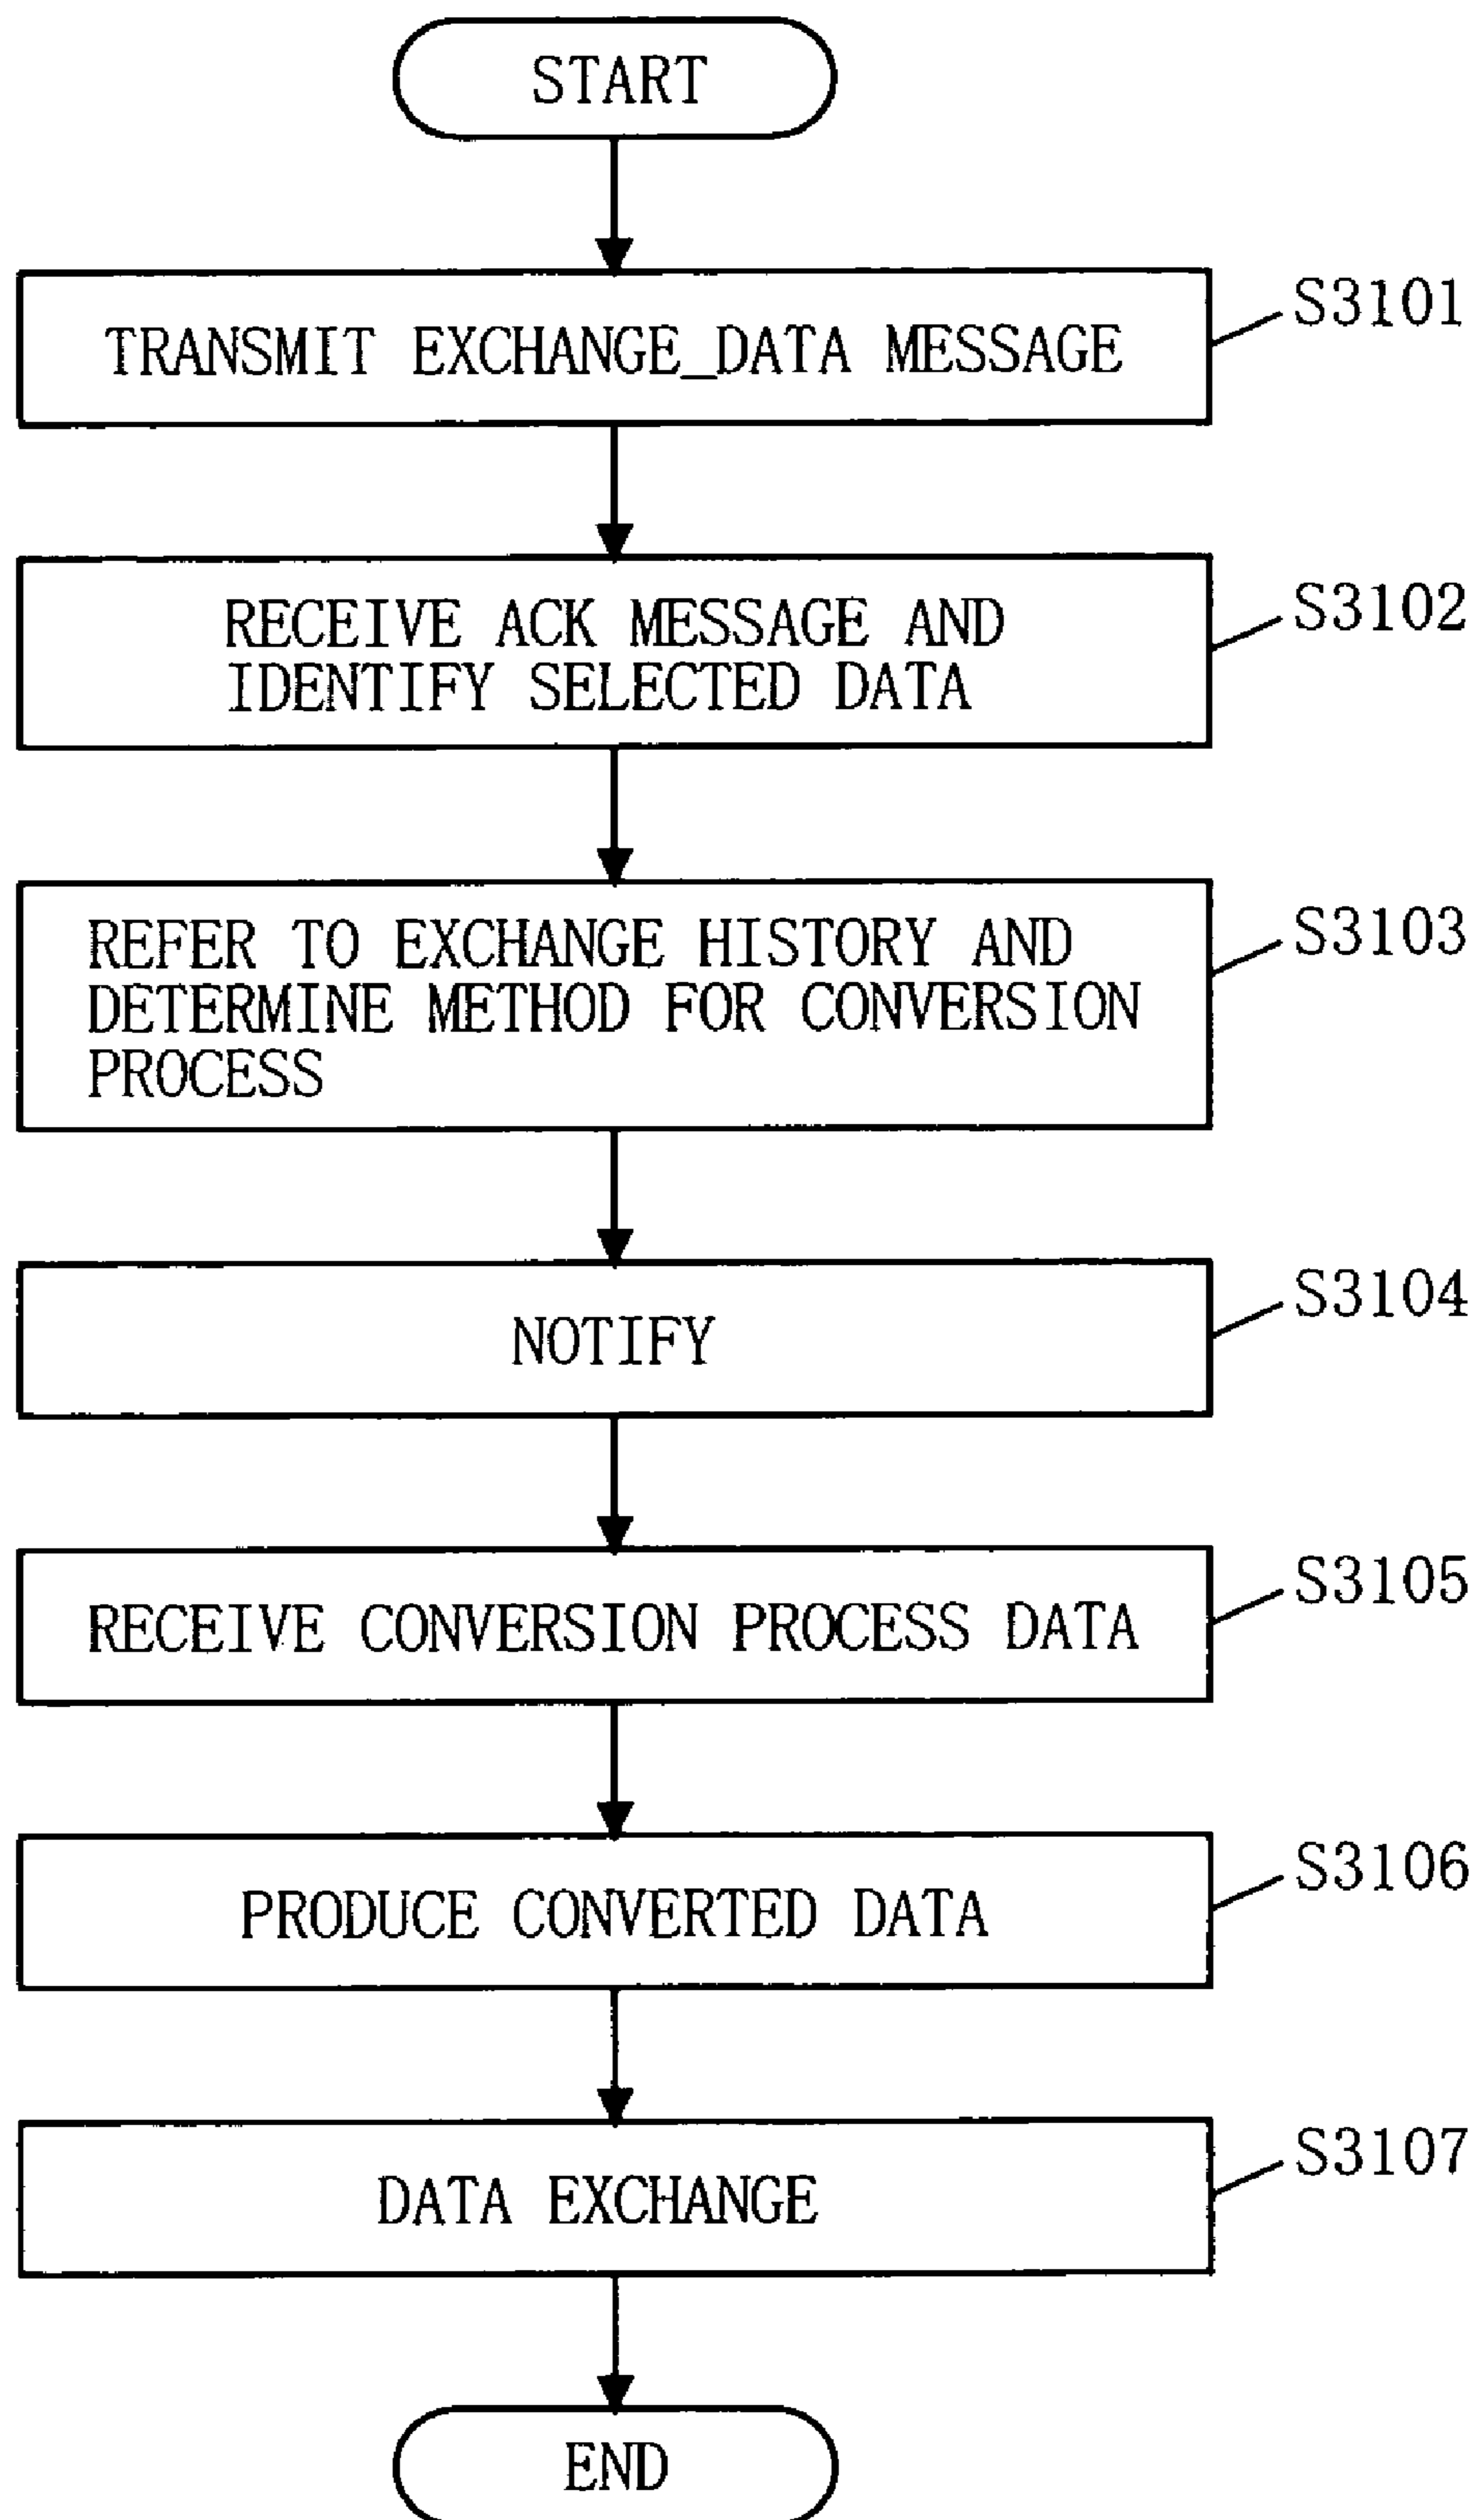 START
S3101
TRANSMIT EXCHANGE_DATA MESSAGE
S3102
RECEIVE ACK MESSAGE AND
IDENTIFY SELECTED DATA
S3103
REFER TO EXCHANGE HISTORY AND
DETERMINE METHOD FOR CONVERSION
PROCESS
S3104
NOTIFY
S3105
RECEIVE CONVERSION PROCESS DATA
S3106
PRODUCE CONVERTED DATA
S3107
DATA EXCHANGE
END